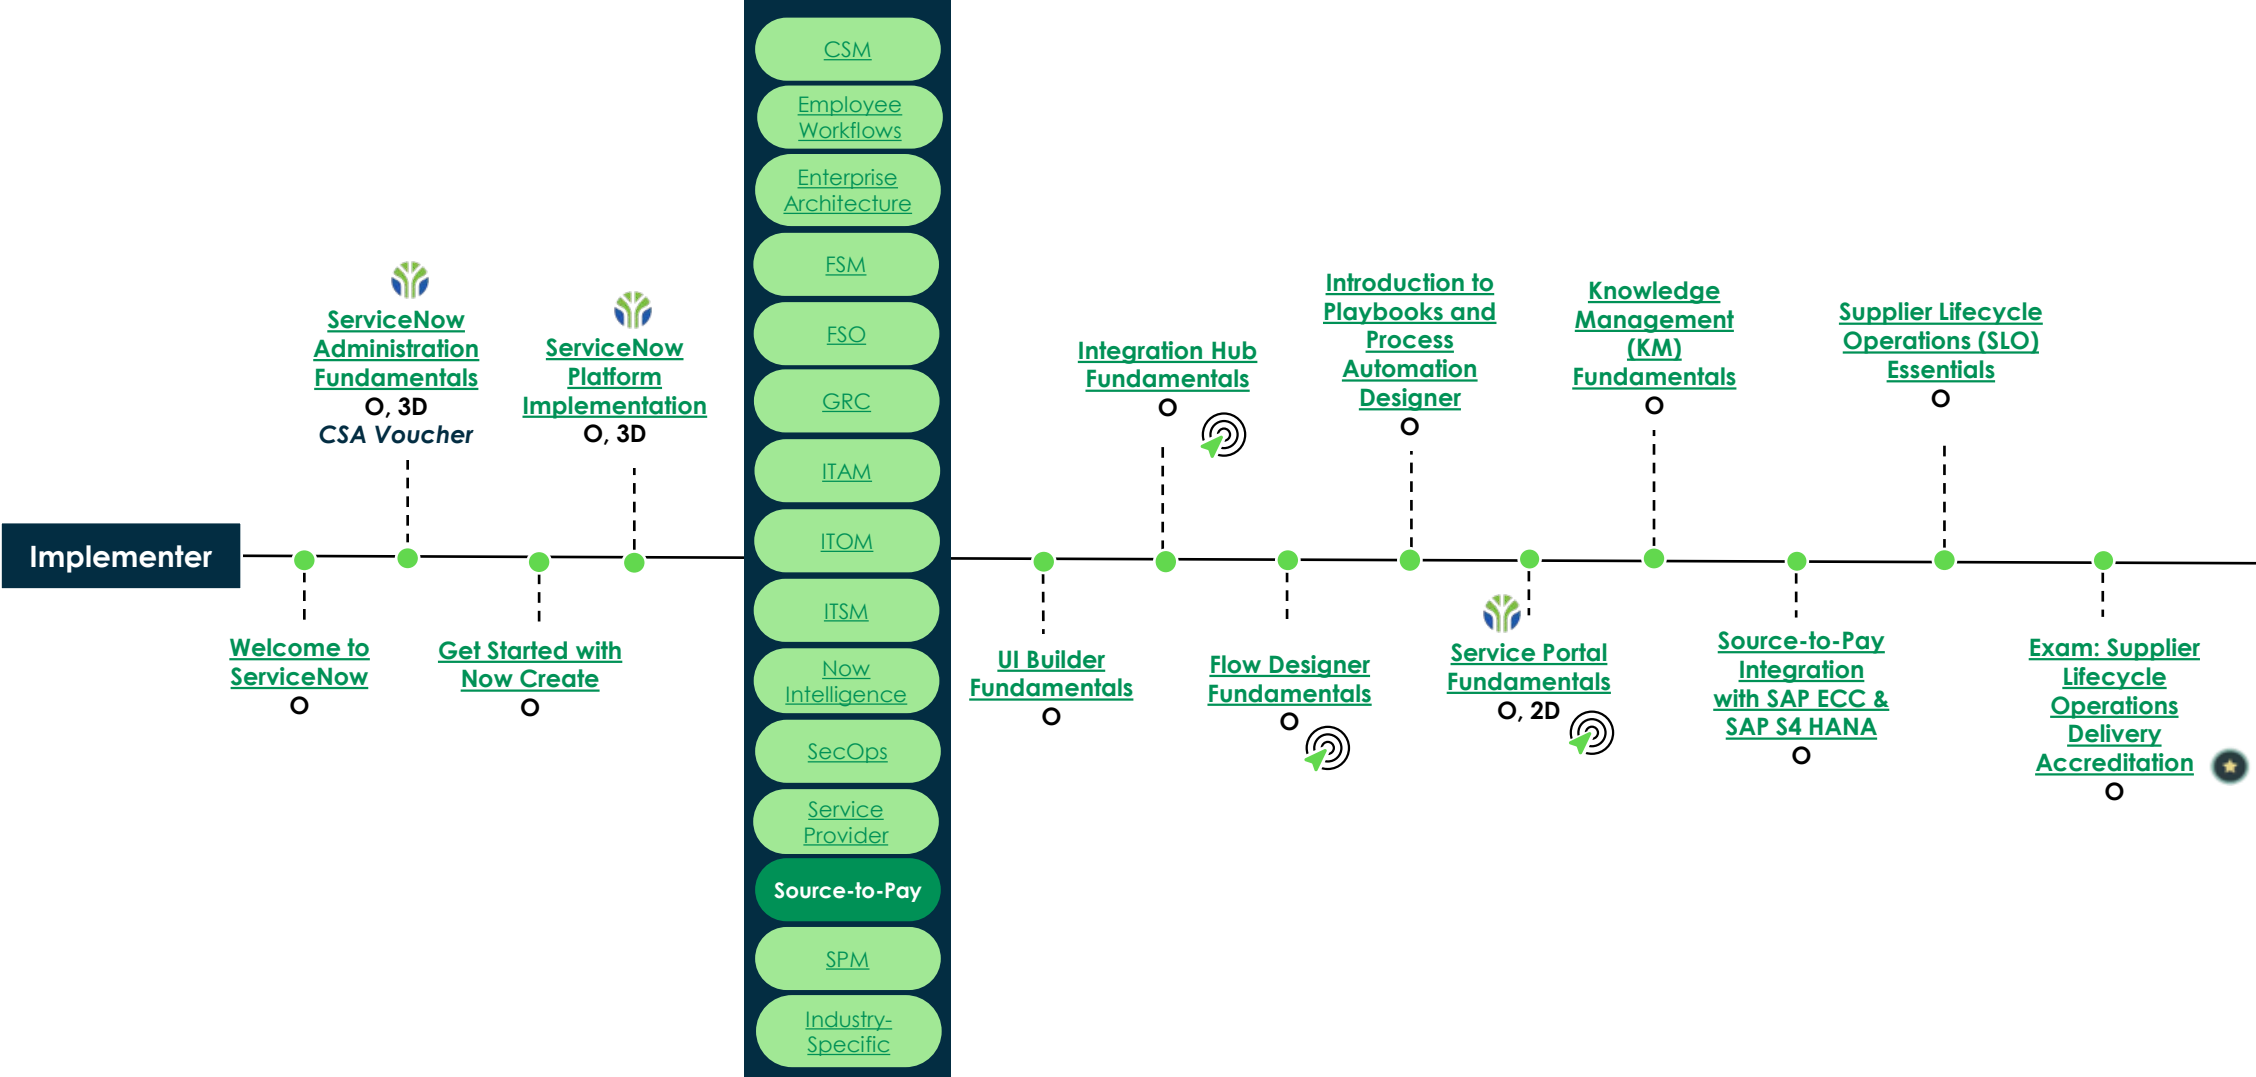 Implementer
Welcome to
ServiceNow
O
ServiceNow
Administration
Fundamentals
O, 3D
CSA Voucher
Get Started with
Now Create
O
ServiceNow
Platform
Implementation
O, 3D
CSM
Employee
Workflows
Enterprise
Architecture
FSM
FSO
GRC
ITAM
ITOM
ITSM
Now
Intelligence
SecOps
Service
Provider
Source-to-Pay
SPM
Industry-
Specific
UI Builder
Fundamentals
O
Integration Hub
Fundamentals
O
Flow Designer
Fundamentals
O
Introduction to
Playbooks and
Process
Automation
Designer
O
Service Portal
Fundamentals
O, 2D
Knowledge
Management
(KM)
Fundamentals
O
Source-to-Pay
Integration
with SAP ECC &
SAP S4 HANA
O
Supplier Lifecycle
Operations (SLO)
Essentials
O
Exam: Supplier
Lifecycle
Operations
Delivery
Accreditation
O